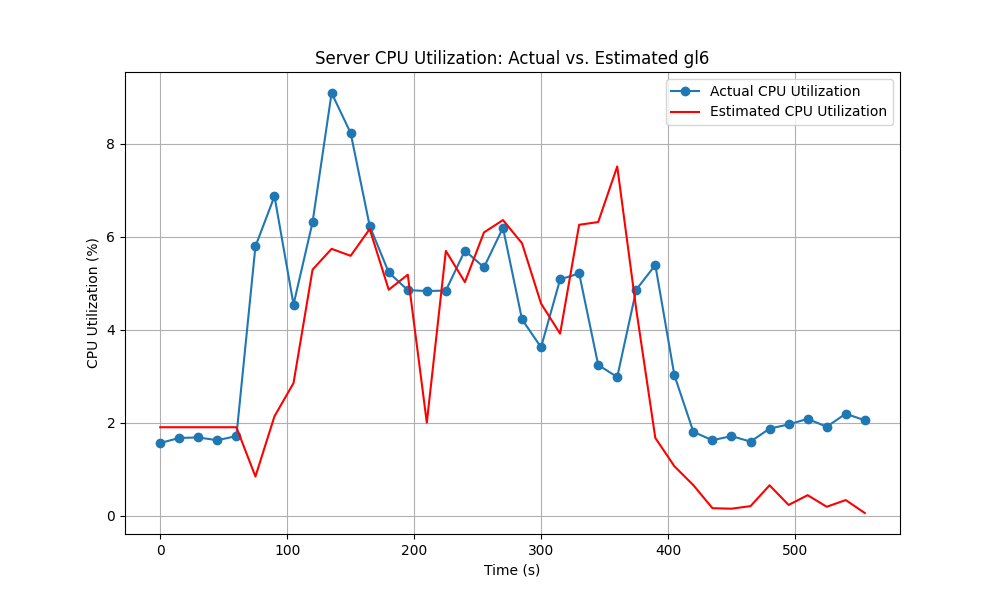 Server CPU Utilization: Actual vs. Estimated gl6
Actual CPU Utilization
Estimated CPU Utilization
CPU Utilization (%)
8
6
4
2
0
0 100 200 300 400 500
Time (s)